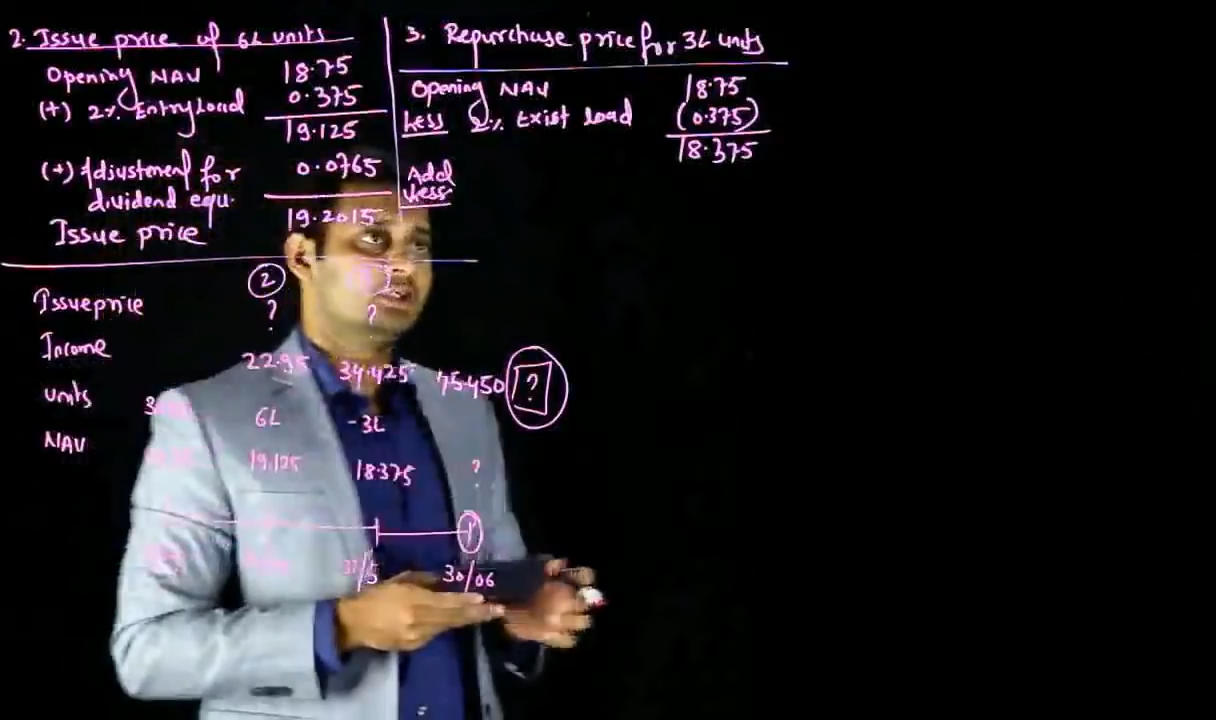 2. Issue price of 6L units
Opening NAV 18.75
(+) 2% Entry Load 0.375
19.125
(+) Adjustment for dividend equ. 0.0765
Issue price 19.2015
3. Repurchase price for 3L units
Opening NAV 18.75
Less 2% Exist load (0.375)
18.375
Add
Less
2
Issue price ? ?
Income 22.95 34.425 45.450 ?
units 6L -3L
NAV 19.125 18.375 ?
1
30/06